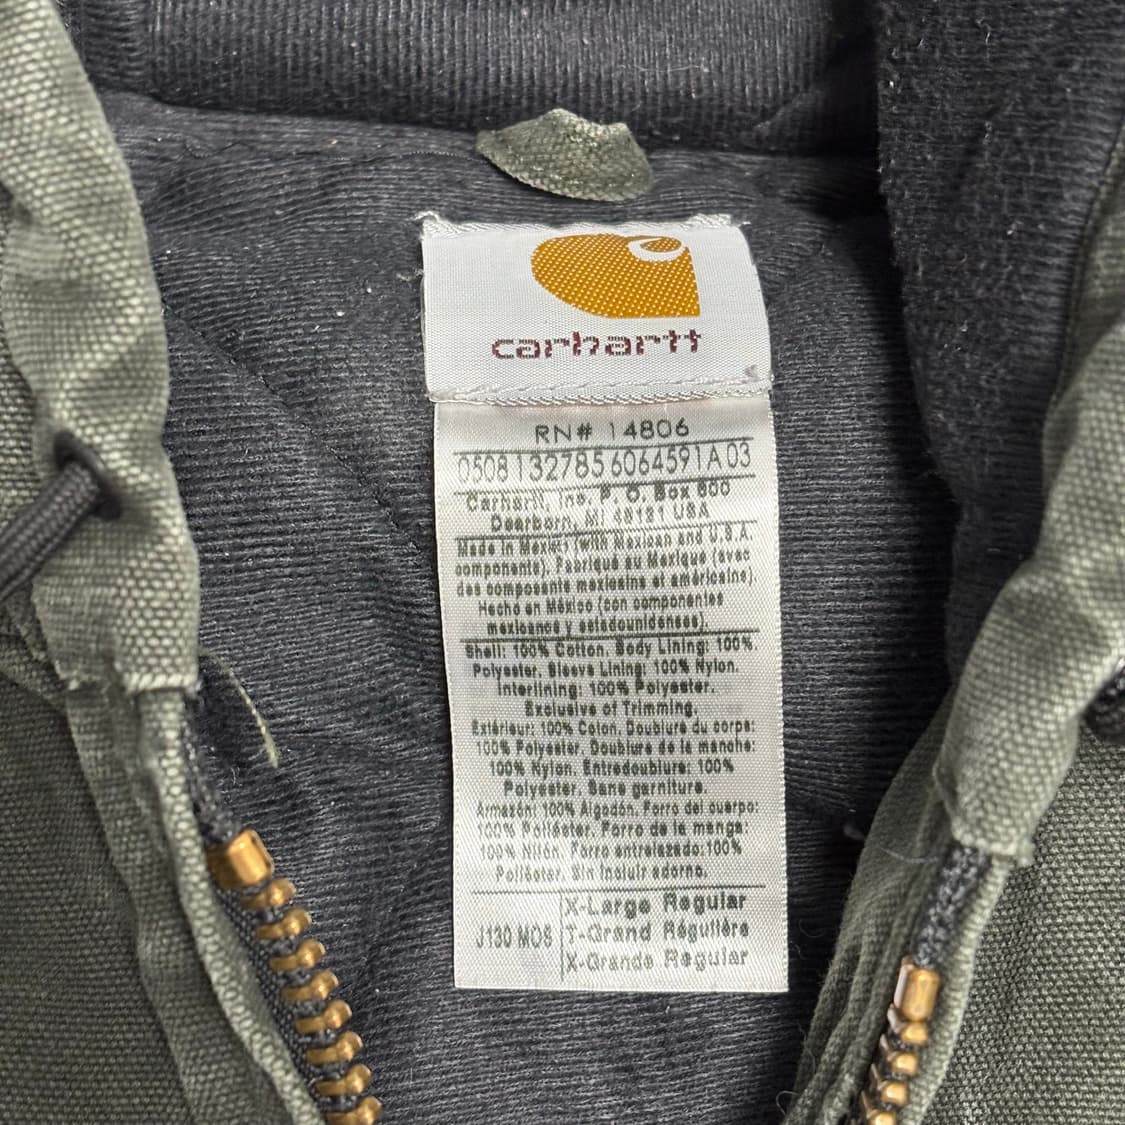 carhartt
RN# 14806
0508132785 6064591A 03
Carhartt, Inc. P. O. Box 600
Dearborn, MI 48121 USA
Made in Mexico (with Mexican and U.S.A.
components). Fabriqué au Mexique (avec
des composants mexicains et américains).
Hecho en México (con componentes
mexicanos y estadounidenses).
Shell: 100% Cotton. Body Lining: 100%.
Polyester, Sleeve Lining: 100% Nylon.
Interlining: 100% Polyester.
Exclusive of Trimming.
Extérieur: 100% Coton, Doublure du corps:
100% Polyester, Doublure de la manche:
100% Nylon, Entredoublure: 100%
Polyester. Sans garniture.
Armazón: 100% Algodón. Forro del cuerpo:
100% Poliéster. Forro de la manga:
100% Nilón. Forro entrelazado:100%
Poliéster. Sin incluir adorno.
J130 MOS
X-Large Regular
T-Grand Régulière
X-Grande Regular